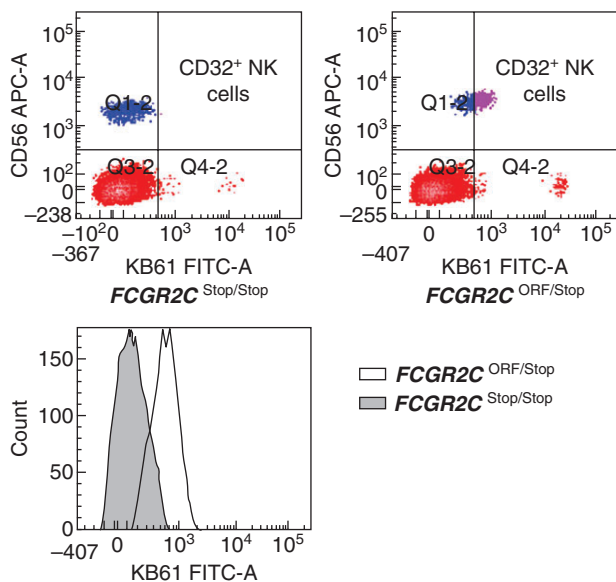 10⁵
10⁴
10³
10²
0
−238
CD56 APC-A
Q1-2
CD32⁺ NK
cells
Q3-2
Q4-2
−10² 0 10³ 10⁴ 10⁵
−367
KB61 FITC-A
FCGR2C Stop/Stop
10⁵
10⁴
10³
10²
0
−255
CD56 APC-A
Q1-2
CD32⁺ NK
cells
Q3-2
Q4-2
0 10³ 10⁴ 10⁵
−407
KB61 FITC-A
FCGR2C ORF/Stop
150
100
50
0
Count
0 10³ 10⁴ 10⁵
−407
KB61 FITC-A
FCGR2C ORF/Stop
FCGR2C Stop/Stop